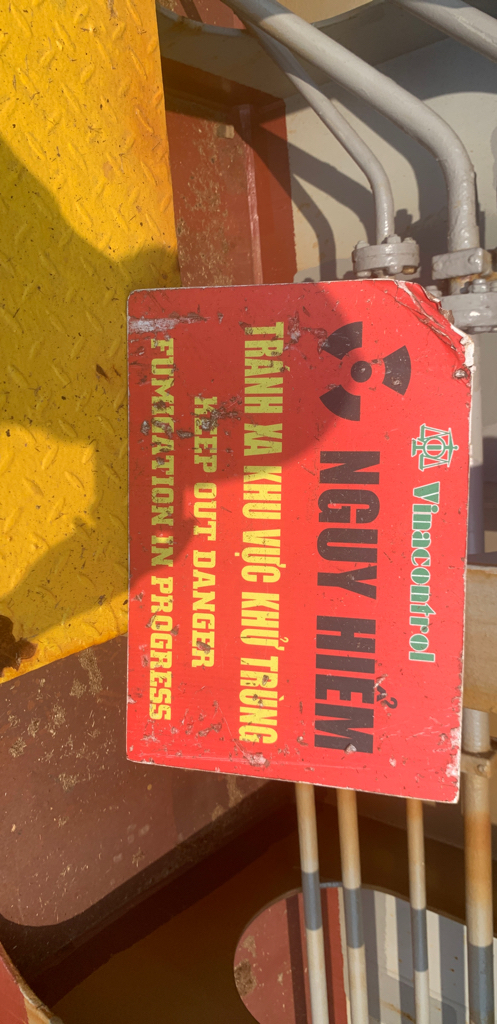 Vinacontrol
NGUY HIỂM
TRÁNH XA KHU VỰC KHỬ TRÙNG
KEEP OUT DANGER
FUMIGATION IN PROGRESS